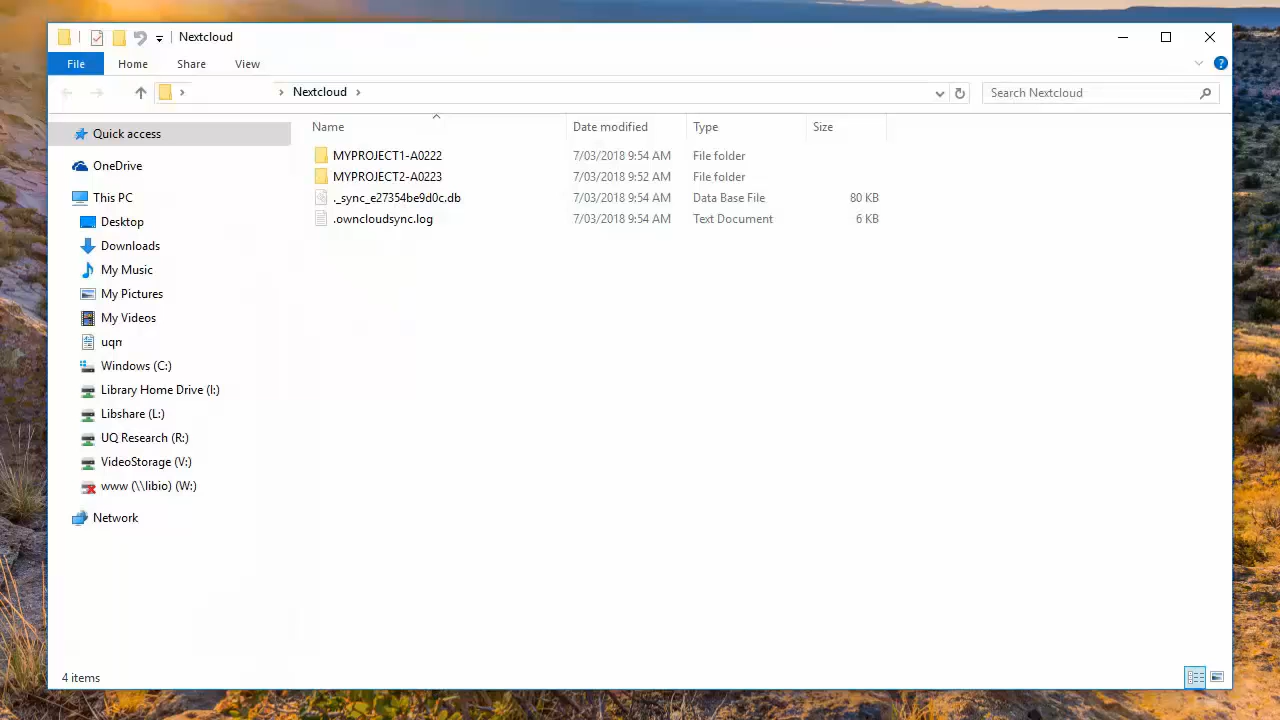 Nextcloud
File Home Share View
Nextcloud
Search Nextcloud
Quick access
OneDrive
This PC
Desktop
Downloads
My Music
My Pictures
My Videos
uqn
Windows (C:)
Library Home Drive (I:)
Libshare (L:)
UQ Research (R:)
VideoStorage (V:)
www (\\libio) (W:)
Network
Name Date modified Type Size
MYPROJECT1-A0222 7/03/2018 9:54 AM File folder
MYPROJECT2-A0223 7/03/2018 9:52 AM File folder
._sync_e27354be9d0c.db 7/03/2018 9:54 AM Data Base File 80 KB
.owncloudsync.log 7/03/2018 9:54 AM Text Document 6 KB
4 items